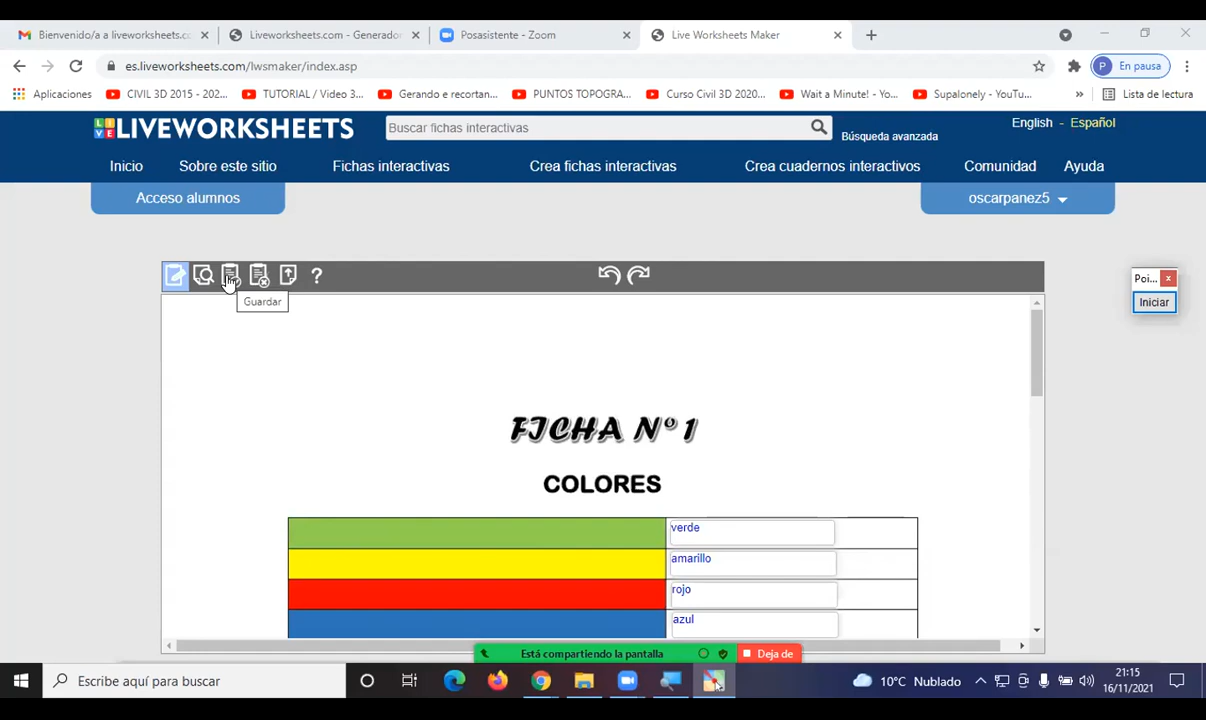 Bienvenido/a a liveworksheets.co
Liveworksheets.com - Generador
Posasistente - Zoom
Live Worksheets Maker
es.liveworksheets.com/lwsmaker/index.asp
P En pausa
Aplicaciones
CIVIL 3D 2015 - 202...
TUTORIAL / Video 3...
Gerando e recortan...
PUNTOS TOPOGRA...
Curso Civil 3D 2020...
Wait a Minute! - Yo...
Supalonely - YouTu...
»
Lista de lectura
LIVE LIVEWORKSHEETS
Buscar fichas interactivas
Búsqueda avanzada
English - Español
Inicio
Sobre este sitio
Fichas interactivas
Crea fichas interactivas
Crea cuadernos interactivos
Comunidad
Ayuda
Acceso alumnos
oscarpanez5
?
Guardar
Poi... x
Iniciar
FICHA Nº 1
COLORES
verde
amarillo
rojo
azul
Está compartiendo la pantalla
Deja de
Escribe aquí para buscar
10°C Nublado
21:15
16/11/2021